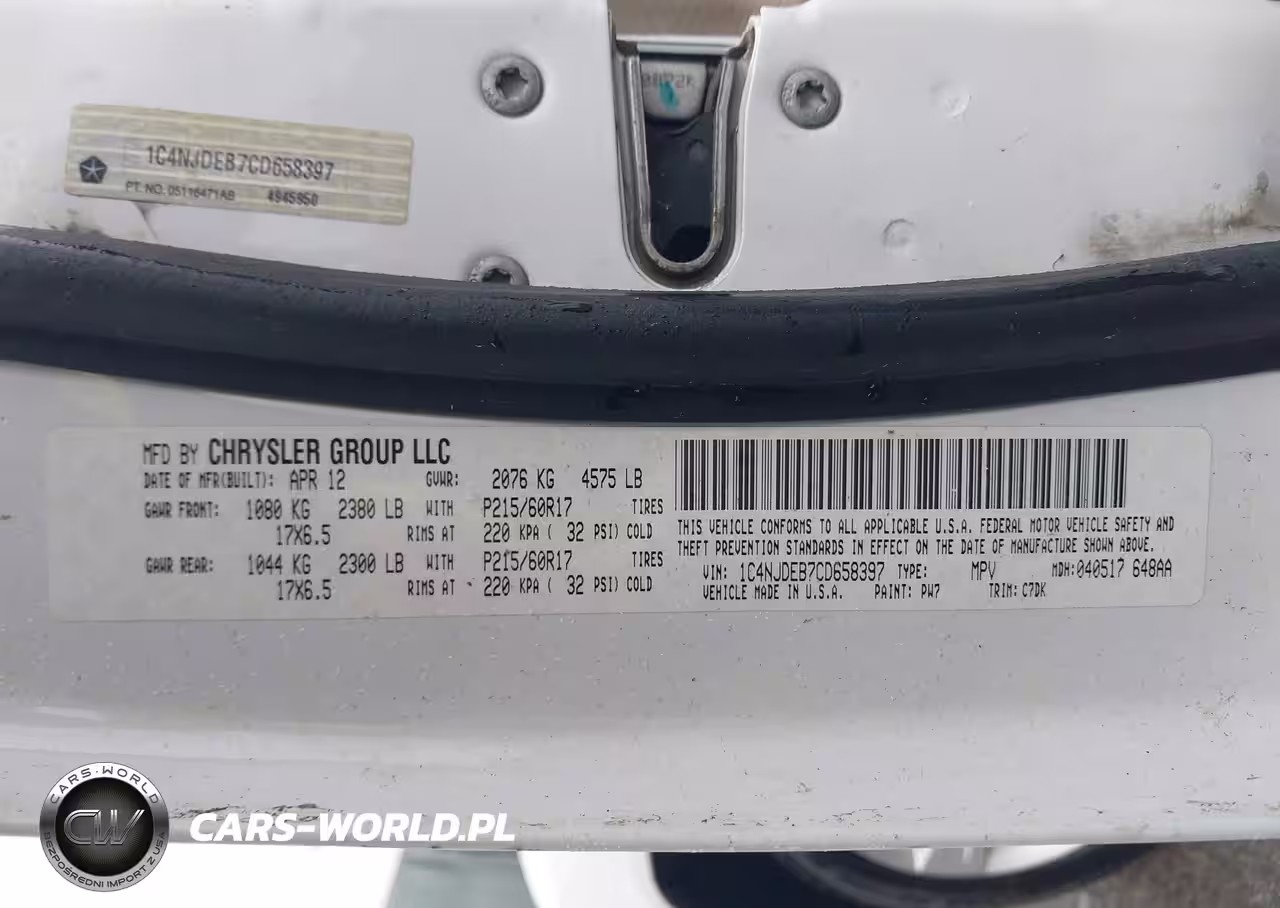 1C4NJDEB7CD658397
PT. NO. 05116471AB 4945950
MFD BY CHRYSLER GROUP LLC
DATE OF MFR(BUILT): APR 12 GVWR: 2076 KG 4575 LB
GAWR FRONT: 1080 KG 2380 LB WITH P215/60R17 TIRES
17X6.5 RIMS AT 220 KPA ( 32 PSI) COLD
GAWR REAR: 1044 KG 2300 LB WITH P215/60R17 TIRES
17X6.5 RIMS AT 220 KPA ( 32 PSI) COLD
THIS VEHICLE CONFORMS TO ALL APPLICABLE U.S.A. FEDERAL MOTOR VEHICLE SAFETY AND
THEFT PREVENTION STANDARDS IN EFFECT ON THE DATE OF MANUFACTURE SHOWN ABOVE.
VIN: 1C4NJDEB7CD658397 TYPE: MPV MDH:040517 648AA
VEHICLE MADE IN U.S.A. PAINT: PW7 TRIM: C7DK
CARS-WORLD
CW
BEZPOŚREDNI IMPORT Z USA
CARS-WORLD.PL